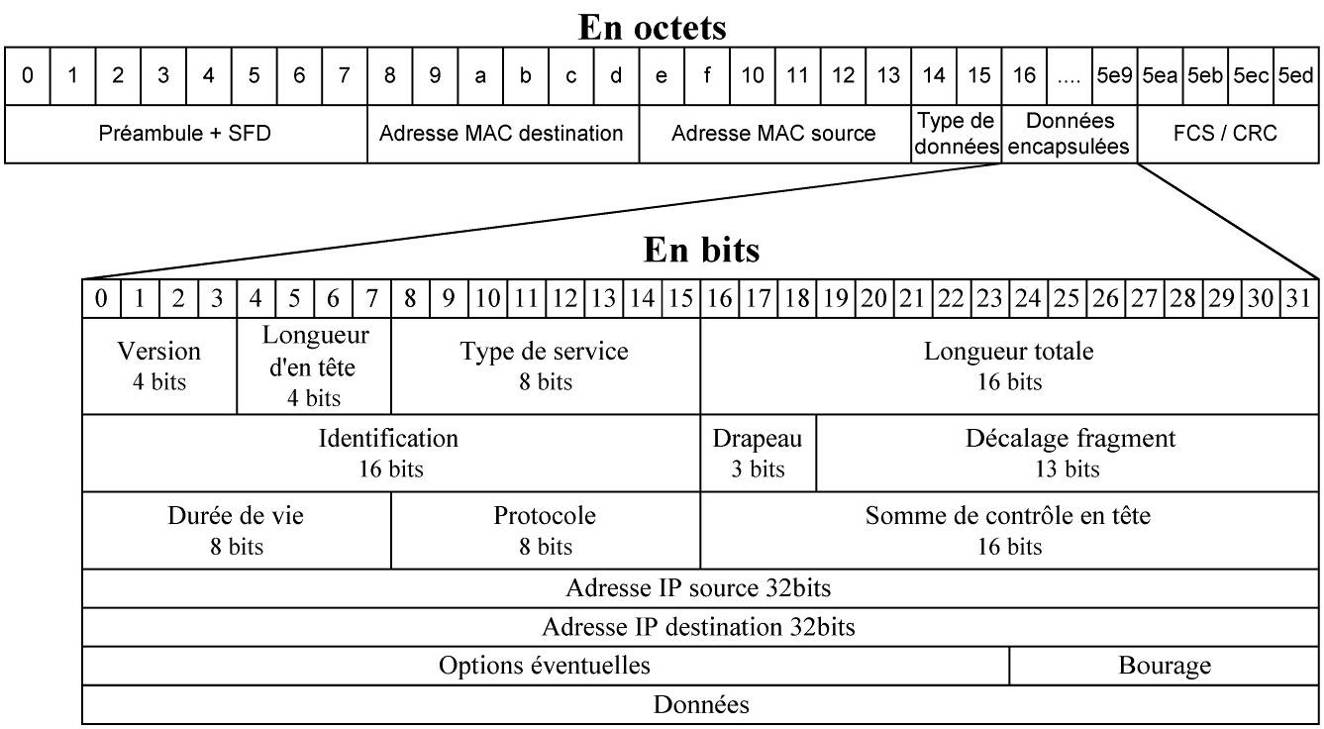 En octets
0 1 2 3 4 5 6 7 8 9 a b c d e f 10 11 12 13 14 15 16 .... 5e9 5ea 5eb 5ec 5ed
Préambule + SFD Adresse MAC destination Adresse MAC source Type de données Données encapsulées FCS / CRC
En bits
0 1 2 3 4 5 6 7 8 9 10 11 12 13 14 15 16 17 18 19 20 21 22 23 24 25 26 27 28 29 30 31
Version
4 bits
Longueur
d'en tête
4 bits
Type de service
8 bits
Longueur totale
16 bits
Identification
16 bits
Drapeau
3 bits
Décalage fragment
13 bits
Durée de vie
8 bits
Protocole
8 bits
Somme de contrôle en tête
16 bits
Adresse IP source 32bits
Adresse IP destination 32bits
Options éventuelles Bourage
Données